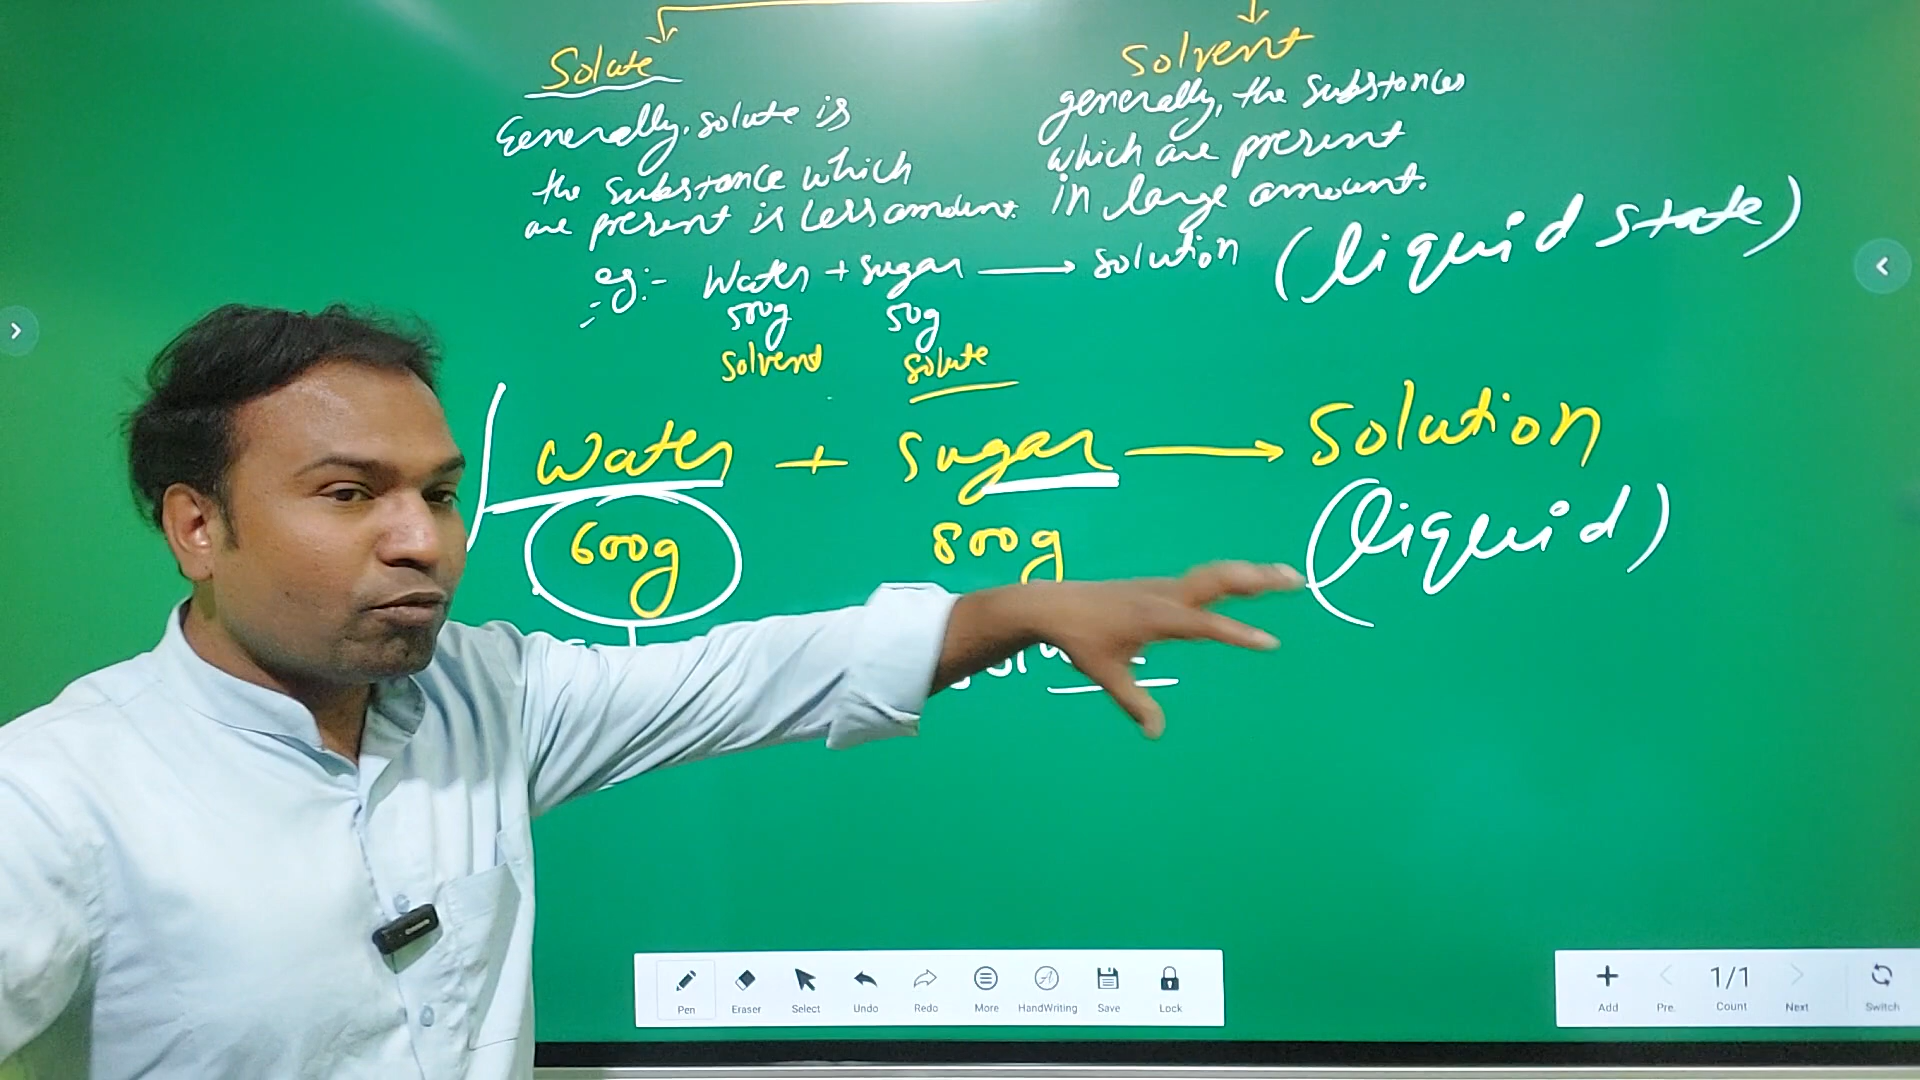 Solute
Solvent
Generally, solute is
the substance which
are present is less amount.
generally, the substances
which are present
in large amount.
eg:- Water + Sugar → solution (liquid state)
500g 50g
Solvent Solute
Water + Sugar → Solution
600g 800g (liquid)
Pen Eraser Select Undo Redo More HandWriting Save Lock
1/1
Add Pre. Count Next Switch